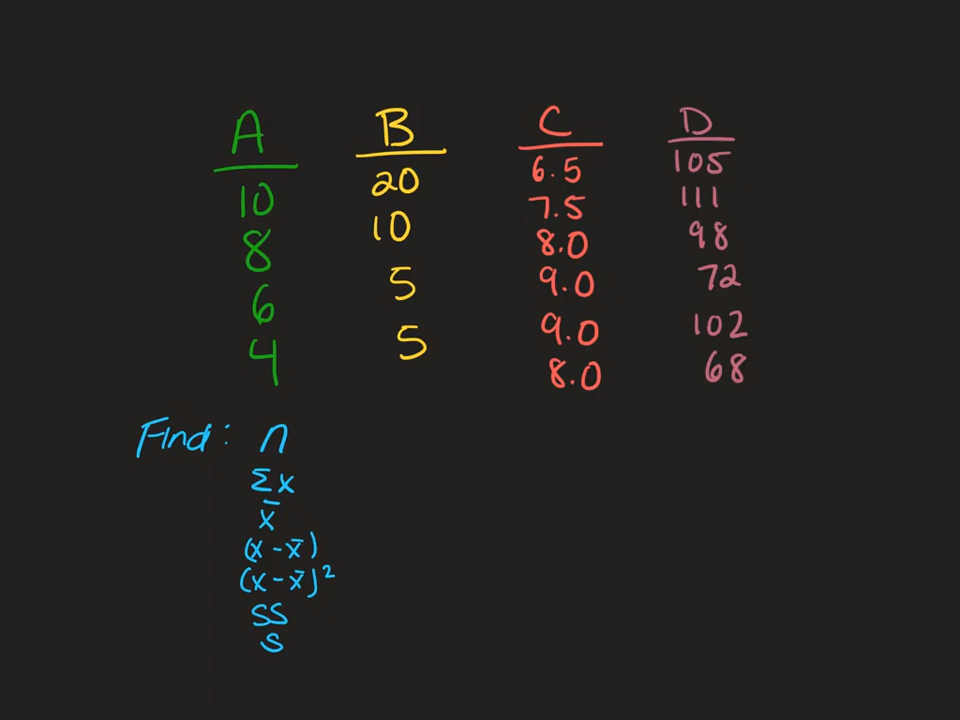 A B C D
10 20 6.5 105
8 10 7.5 111
6 5 8.0 98
4 5 9.0 72
9.0 102
8.0 68
Find: n
Σx
x̄
(x - x̄)
(x - x̄)²
SS
S